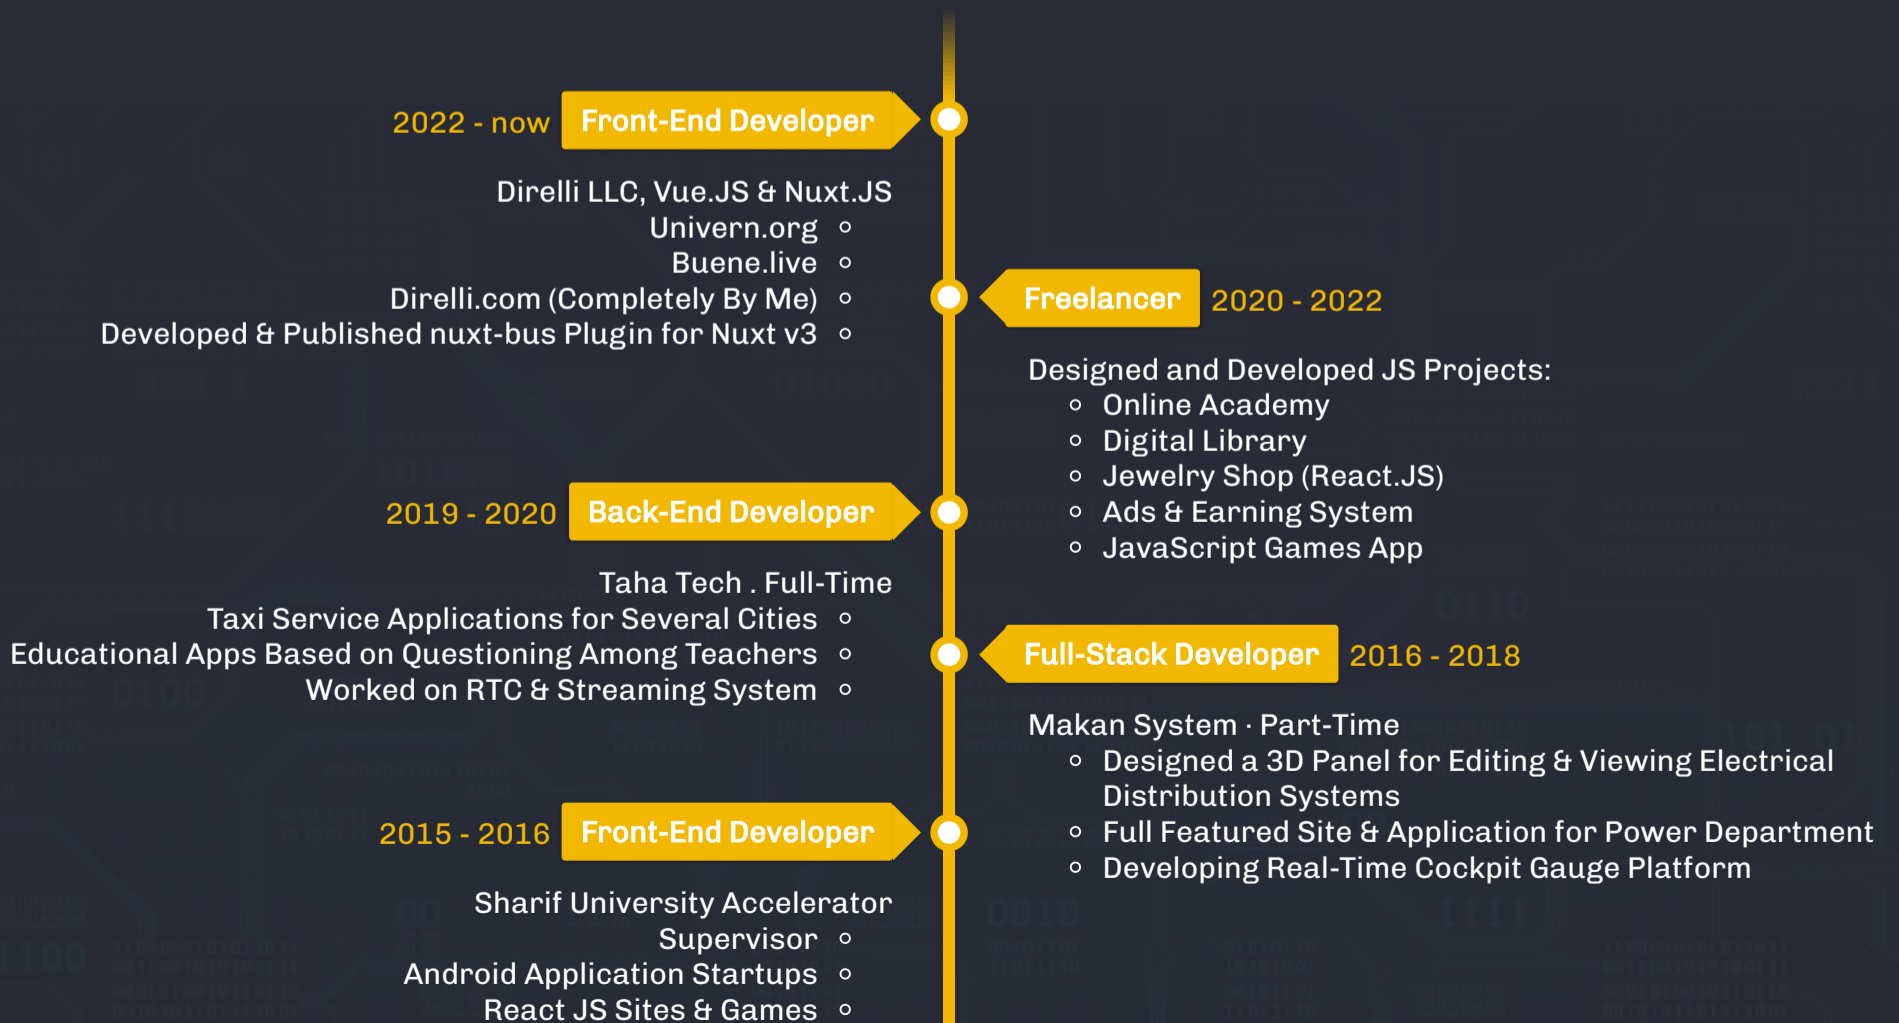 2022 - now Front-End Developer
Direlli LLC, Vue.JS & Nuxt.JS
Univern.org
Buene.live
Direlli.com (Completely By Me)
Developed & Published nuxt-bus Plugin for Nuxt v3
Freelancer 2020 - 2022
Designed and Developed JS Projects:
Online Academy
Digital Library
Jewelry Shop (React.JS)
Ads & Earning System
JavaScript Games App
2019 - 2020 Back-End Developer
Taha Tech . Full-Time
Taxi Service Applications for Several Cities
Educational Apps Based on Questioning Among Teachers
Worked on RTC & Streaming System
Full-Stack Developer 2016 - 2018
Makan System · Part-Time
Designed a 3D Panel for Editing & Viewing Electrical
Distribution Systems
Full Featured Site & Application for Power Department
Developing Real-Time Cockpit Gauge Platform
2015 - 2016 Front-End Developer
Sharif University Accelerator
Supervisor
Android Application Startups
React JS Sites & Games